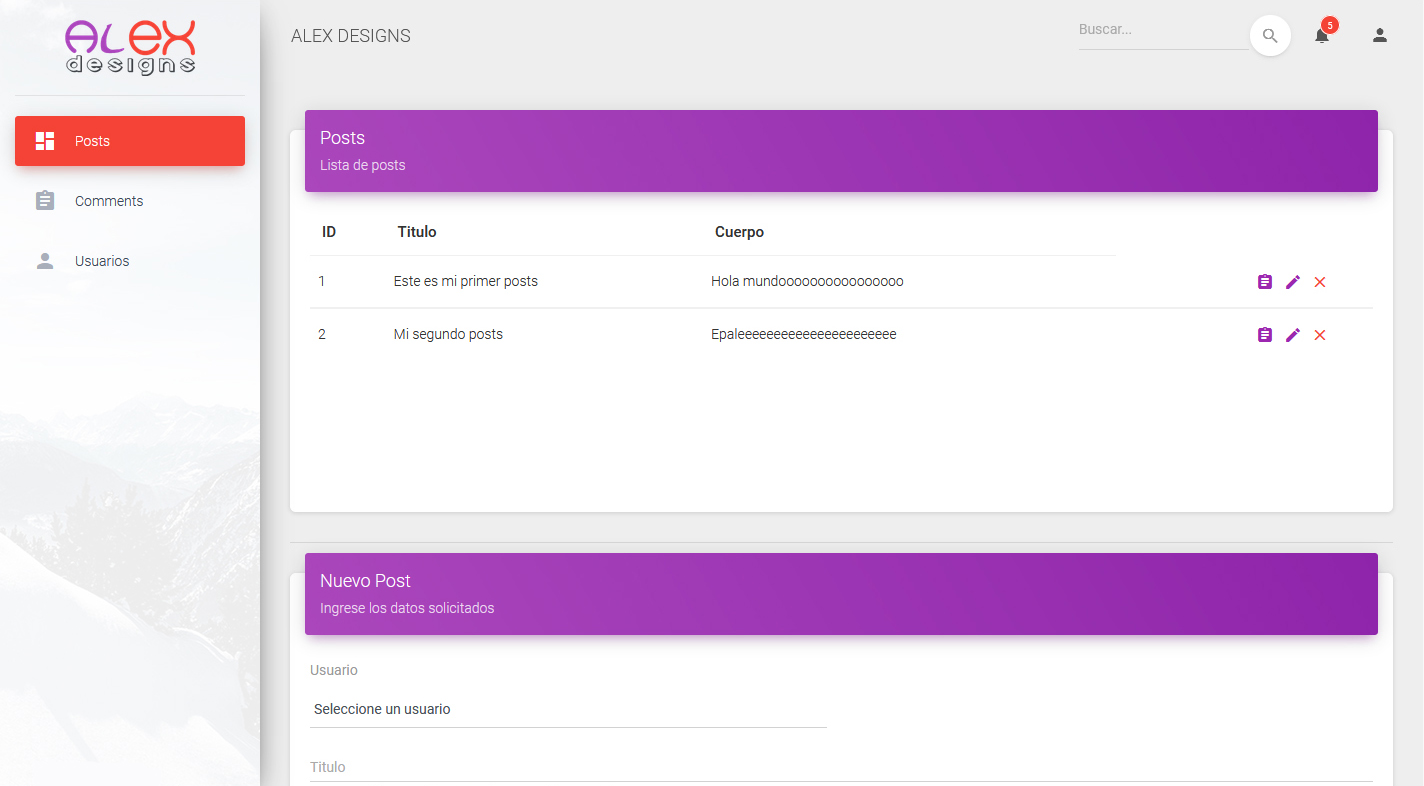 ALEX
designs
Posts
Comments
Usuarios
ALEX DESIGNS
Buscar...
5
Posts
Lista de posts
ID Titulo Cuerpo
1 Este es mi primer posts Hola mundoooooooooooooooo
2 Mi segundo posts Epaleeeeeeeeeeeeeeeeeeeeee
Nuevo Post
Ingrese los datos solicitados
Usuario
Seleccione un usuario
Titulo